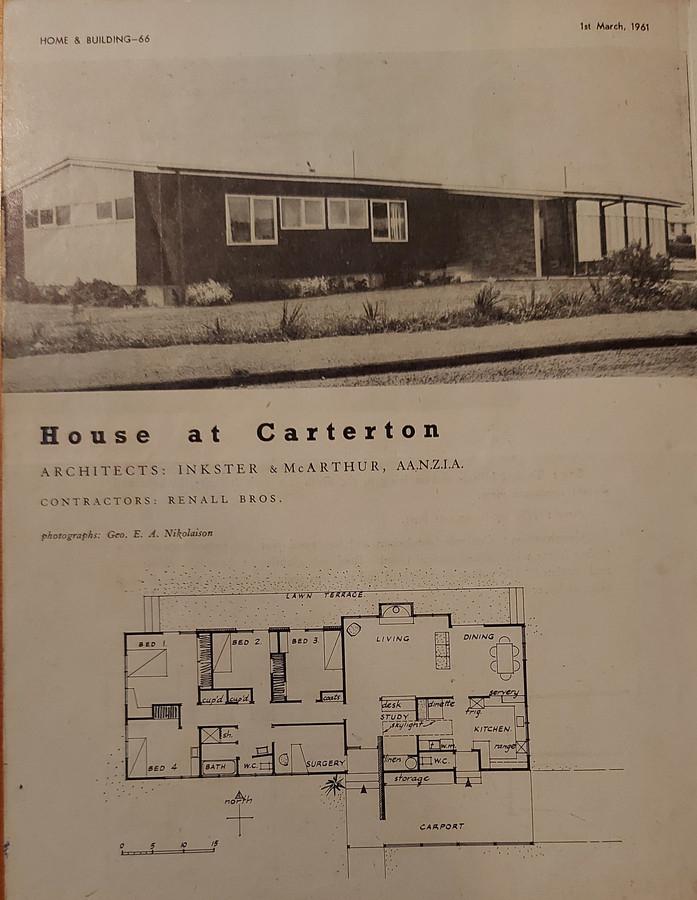 HOME & BUILDING—66
1st March, 1961
House at Carterton
ARCHITECTS: INKSTER & McARTHUR, AA.N.Z.I.A.
CONTRACTORS: RENALL BROS.
photographs: Geo. E. A. Nikolaison
LAWN TERRACE
BED 1.
BED 2.
BED 3.
LIVING
DINING
cup'd
cup'd
coats
desk
STUDY
dinette
servery
frig.
skylight
KITCHEN
range
sh.
BATH
W.C.
SURGERY
BED 4
linen
t
w.m.
W.C.
storage
north
CARPORT
0 5 10 15